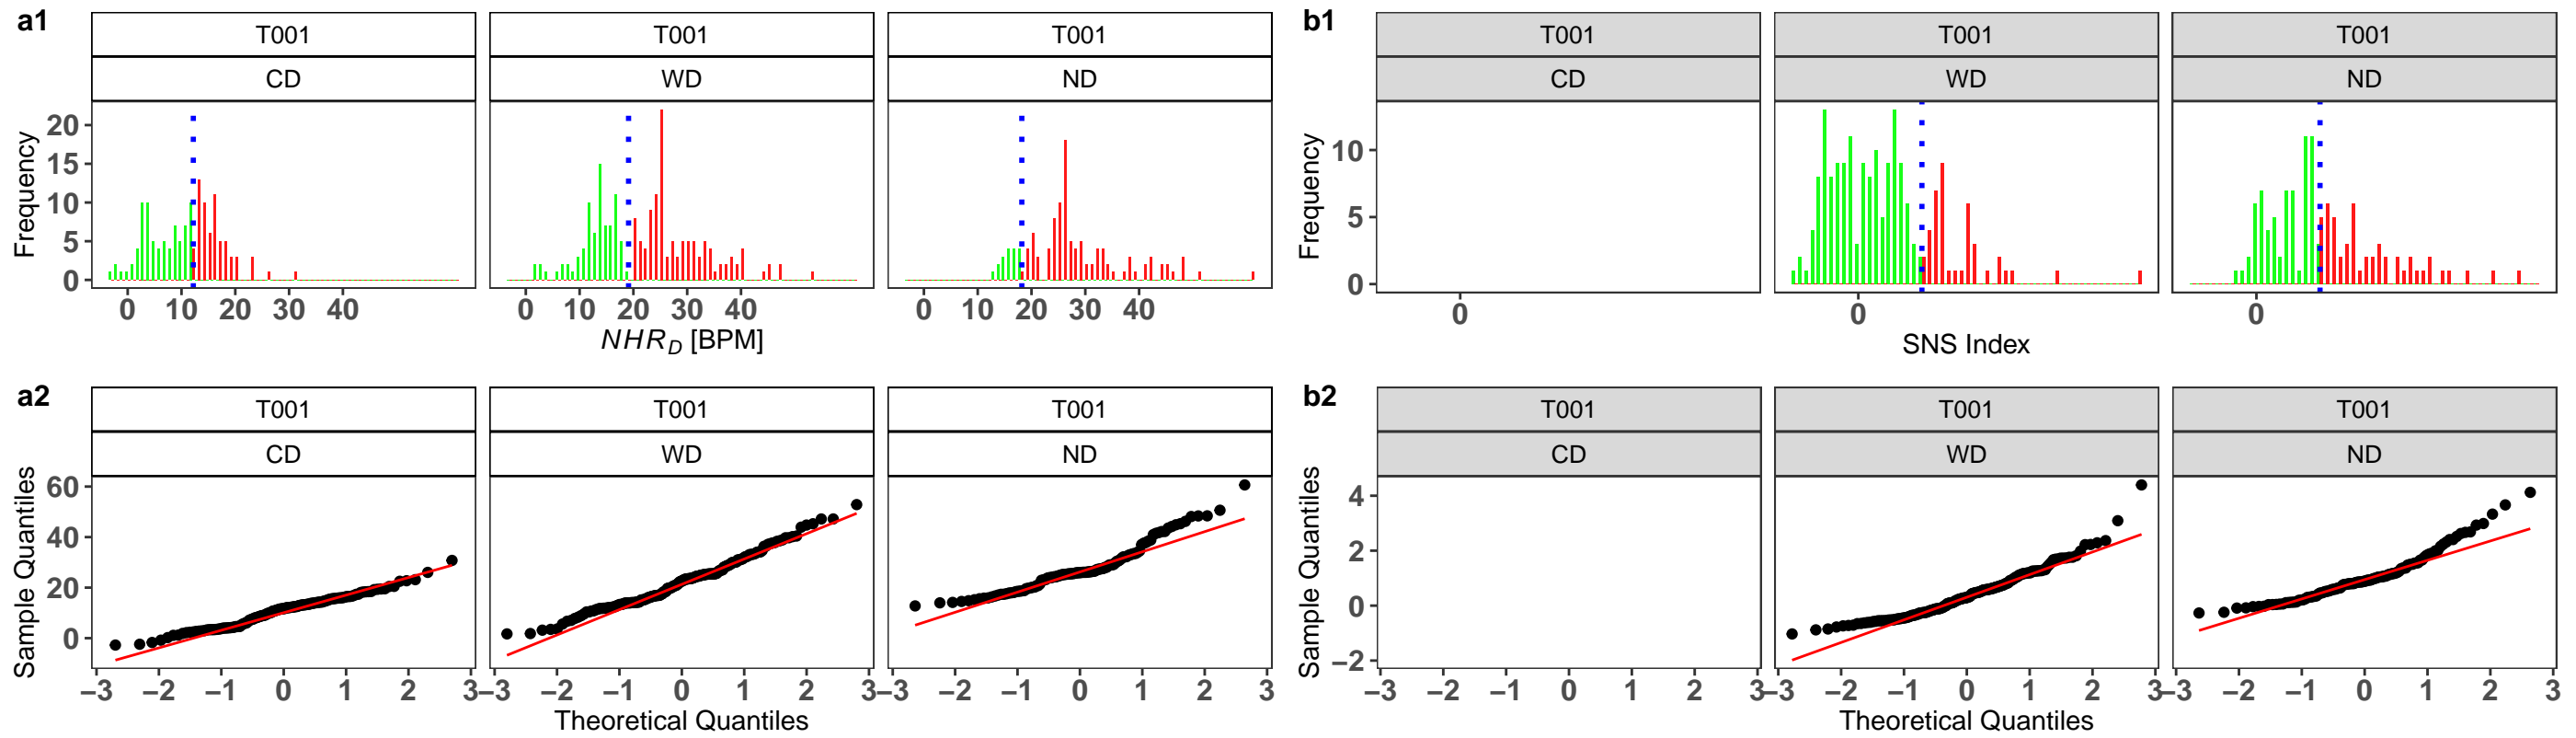 a1
T001 T001 T001
CD WD ND
Frequency
20
15
10
5
0
0 10 20 30 40 0 10 20 30 40 0 10 20 30 40
NHR_D [BPM]
b1
T001 T001 T001
CD WD ND
Frequency
10
5
0
0 0 0
SNS Index
a2
T001 T001 T001
CD WD ND
Sample Quantiles
60
40
20
0
−3 −2 −1 0 1 2 3 −3 −2 −1 0 1 2 3 −3 −2 −1 0 1 2 3
Theoretical Quantiles
b2
T001 T001 T001
CD WD ND
Sample Quantiles
4
2
0
−2
−3 −2 −1 0 1 2 3 −3 −2 −1 0 1 2 3 −3 −2 −1 0 1 2 3
Theoretical Quantiles